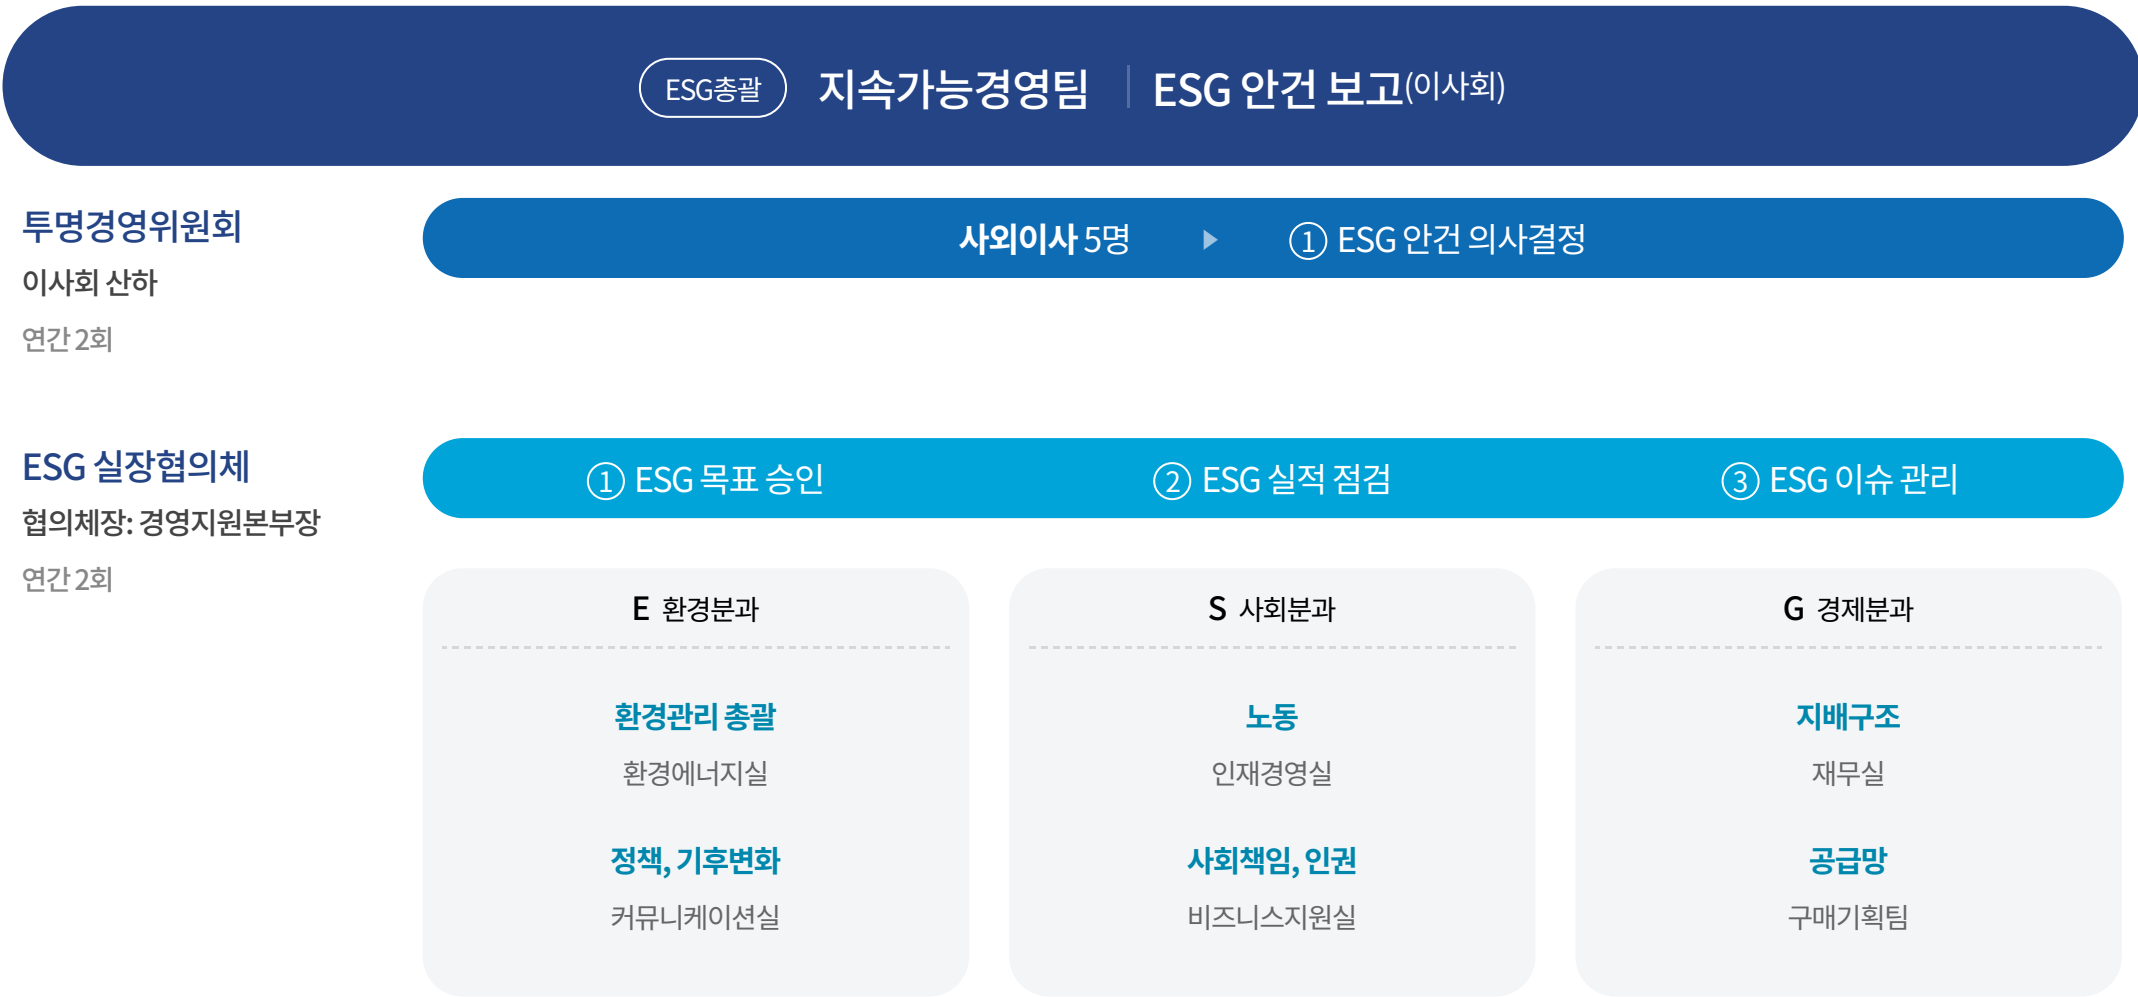 ESG총괄 지속가능경영팀 ESG 안건 보고(이사회)
투명경영위원회
이사회 산하
연간 2회
사외이사 5명 ▶ ① ESG 안건 의사결정
ESG 실장협의체
협의체장: 경영지원본부장
연간 2회
① ESG 목표 승인 ② ESG 실적 점검 ③ ESG 이슈 관리
E 환경분과
환경관리 총괄
환경에너지실
정책, 기후변화
커뮤니케이션실
S 사회분과
노동
인재경영실
사회책임, 인권
비즈니스지원실
G 경제분과
지배구조
재무실
공급망
구매기획팀